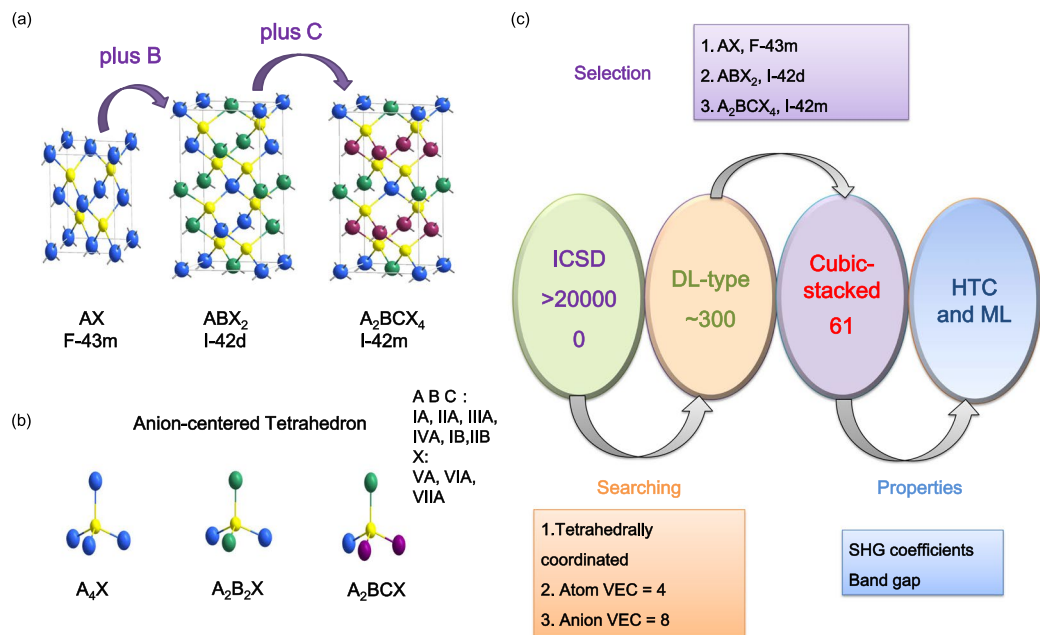 (a)
plus B
plus C
AX
F-43m
ABX₂
I-42d
A₂BCX₄
I-42m
(b)
Anion-centered Tetrahedron
A B C :
IA, IIA, IIIA,
IVA, IB,IIB
X:
VA, VIA,
VIIA
A₄X
A₂B₂X
A₂BCX
(c)
Selection
1. AX, F-43m
2. ABX₂, I-42d
3. A₂BCX₄, I-42m
ICSD
>20000
0
DL-type
~300
Cubic-
stacked
61
HTC
and ML
Searching
1.Tetrahedrally
coordinated
2. Atom VEC = 4
3. Anion VEC = 8
Properties
SHG coefficients
Band gap